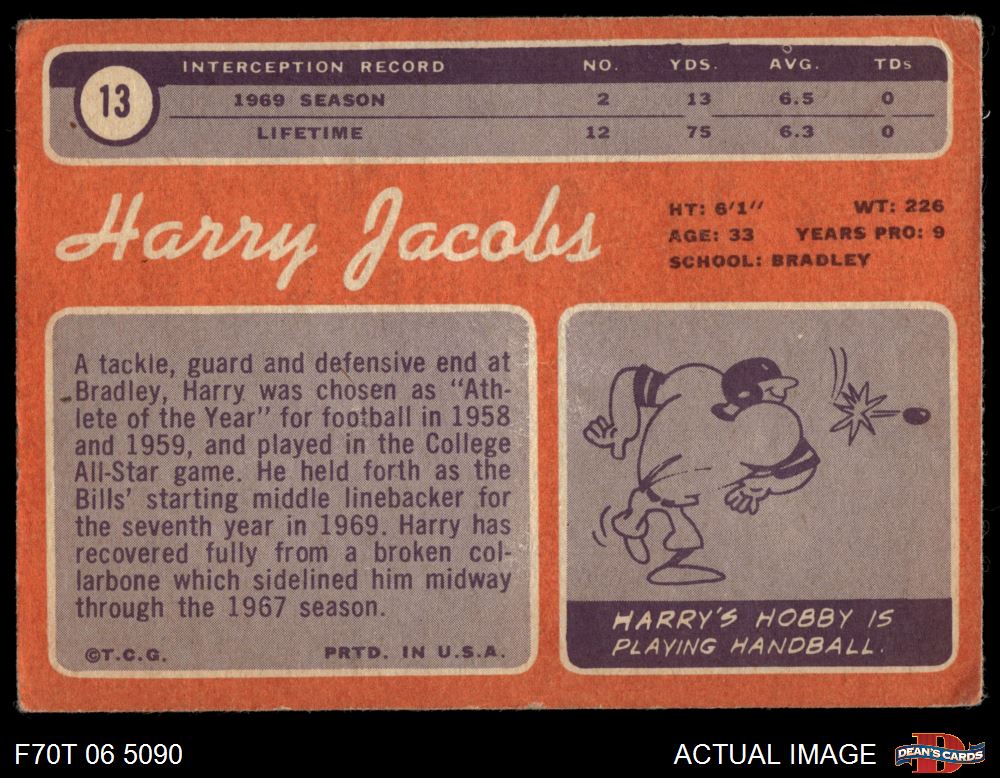 13
INTERCEPTION RECORD NO. YDS. AVG. TDs
1969 SEASON 2 13 6.5 0
LIFETIME 12 75 6.3 0
Harry Jacobs
HT: 6'1" WT: 226
AGE: 33 YEARS PRO: 9
SCHOOL: BRADLEY
A tackle, guard and defensive end at
Bradley, Harry was chosen as "Ath-
lete of the Year" for football in 1958
and 1959, and played in the College
All-Star game. He held forth as the
Bills' starting middle linebacker for
the seventh year in 1969. Harry has
recovered fully from a broken col-
larbone which sidelined him midway
through the 1967 season.
©T.C.G. PRTD. IN U.S.A.
HARRY'S HOBBY IS
PLAYING HANDBALL.
F70T 06 5090
ACTUAL IMAGE
DEAN'S CARDS